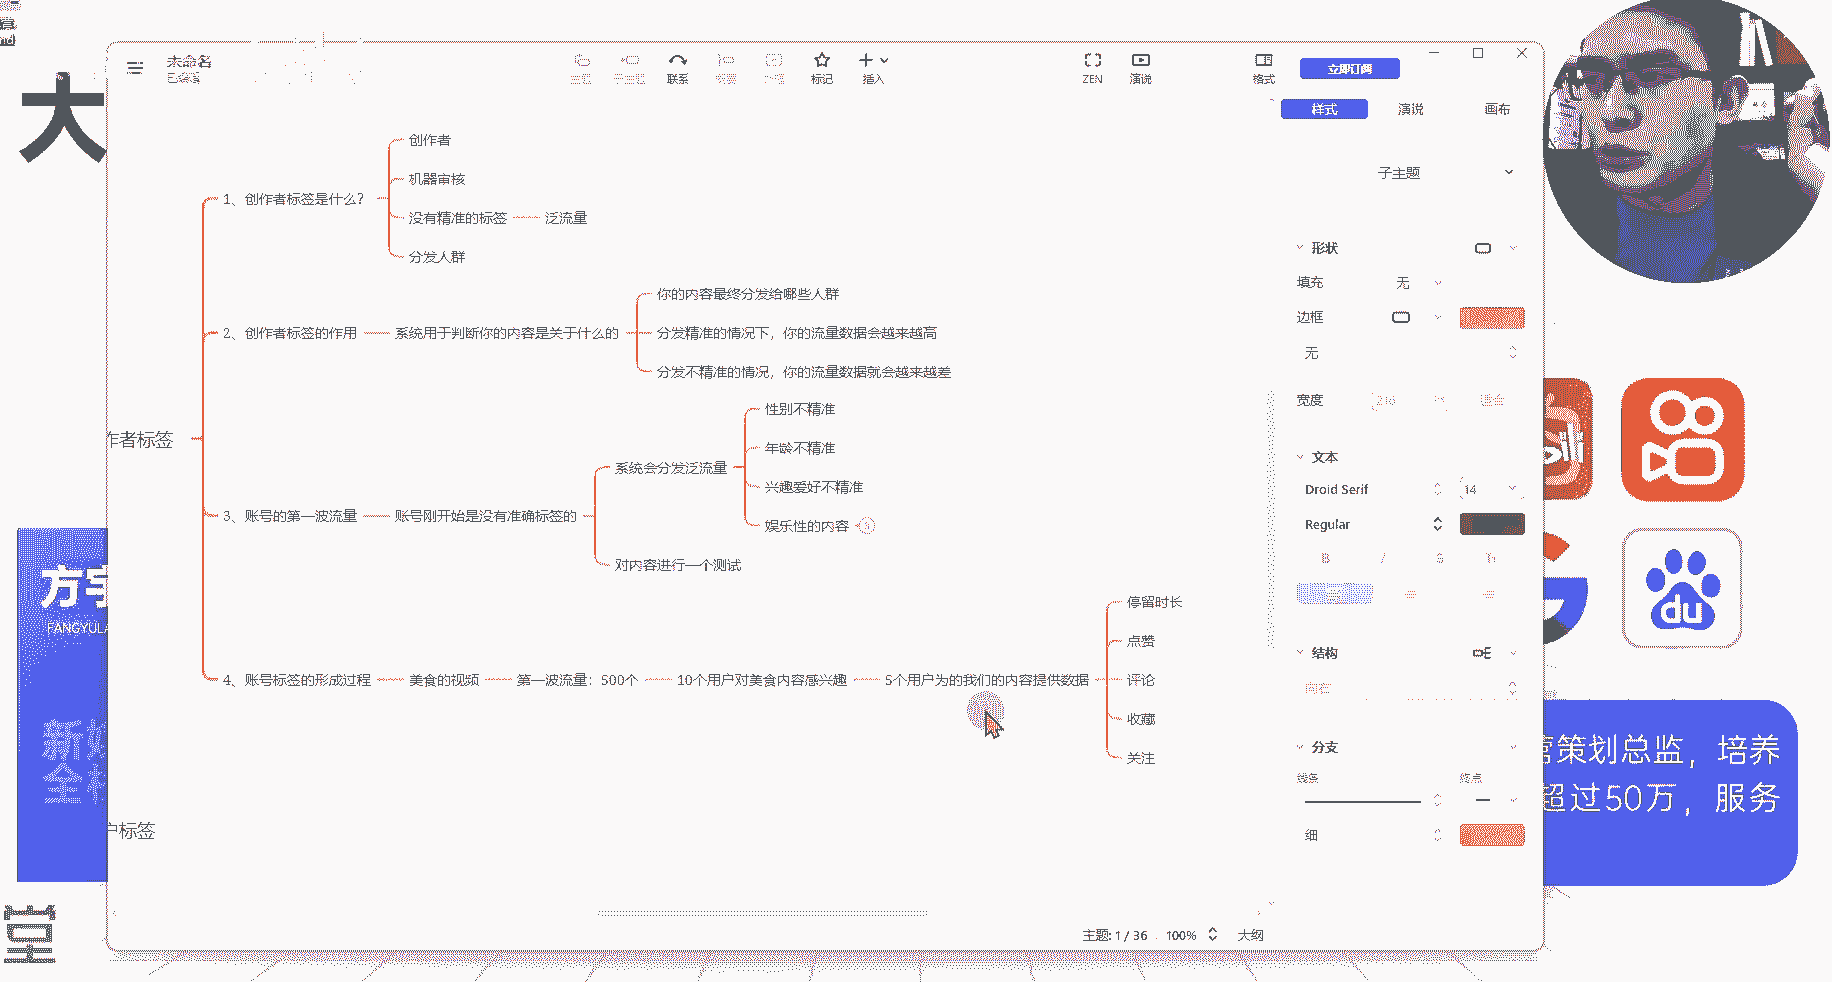 大
未命名
联系
标记
插入
ZEN
演说
格式
立即订阅
样式
演说
画布
子主题
创作者
机器审核
1、创作者标签是什么?
没有精准的标签
泛流量
分发人群
你的内容最终分发给哪些人群
2、创作者标签的作用
系统用于判断你的内容是关于什么的
分发精准的情况下，你的流量数据会越来越高
分发不精准的情况，你的流量数据就会越来越差
性别不精准
年龄不精准
作者标签
系统会分发泛流量
兴趣爱好不精准
3、账号的第一波流量
账号刚开始是没有准确标签的
娱乐性的内容
对内容进行一个测试
停留时长
点赞
4、账号标签的形成过程
美食的视频
第一波流量：500个
10个用户对美食内容感兴趣
5个用户为的我们的内容提供数据
评论
收藏
关注
户标签
形状
填充
无
边框
无
宽度
文本
Droid Serif
14
Regular
B
I
S
结构
向右
分支
线条
终点
细
主题: 1 / 36
100%
大纲
方宇
FANGYULA
du
营策划总监，培养
超过50万，服务
堂